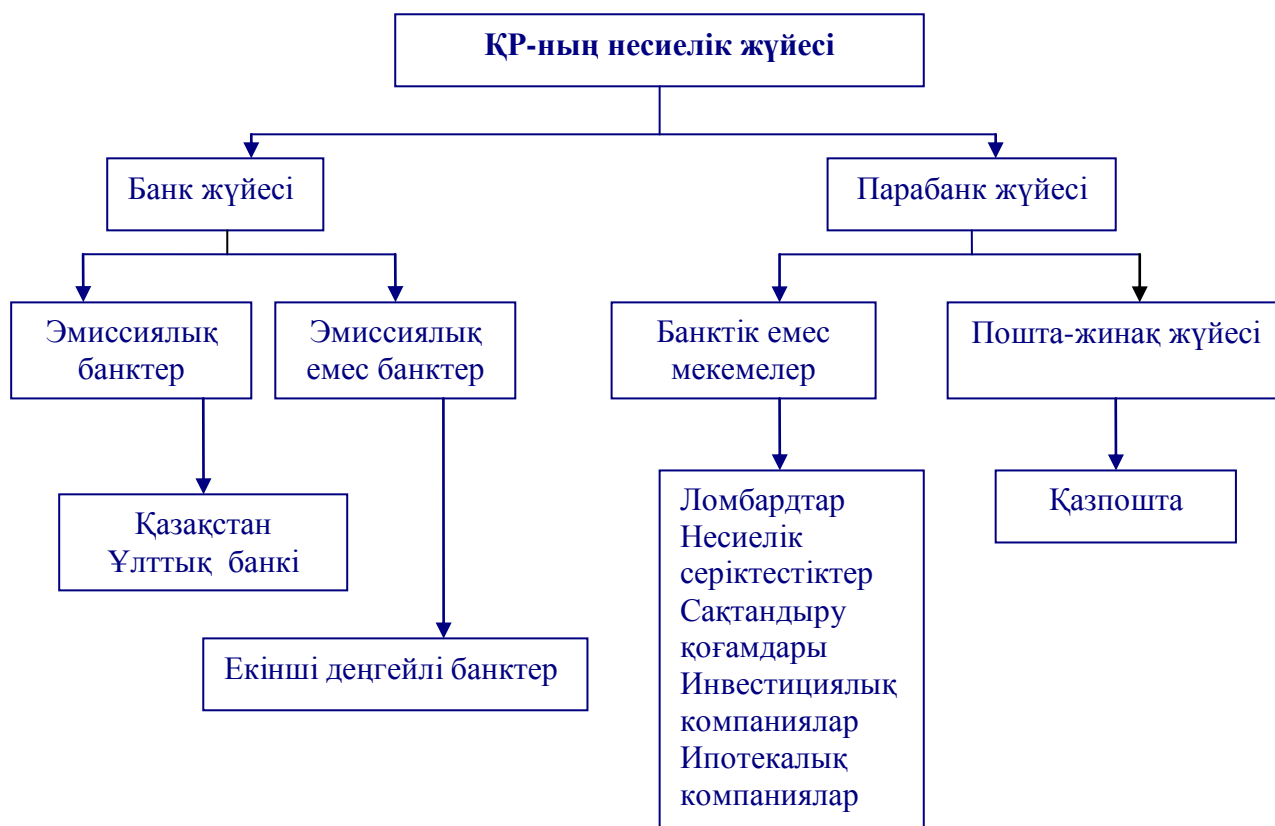 ҚР-ның несиелік жүйесі
Банк жүйесі
Парабанк жүйесі
Эмиссиялық
банктер
Эмиссиялық
емес банктер
Банктік емес
мекемелер
Пошта-жинақ жүйесі
Қазақстан
Ұлттық банкі
Екінші деңгейлі банктер
Ломбардтар
Несиелік
серіктестіктер
Сақтандыру
қоғамдары
Инвестициялық
компаниялар
Ипотекалық
компаниялар
Қазпошта